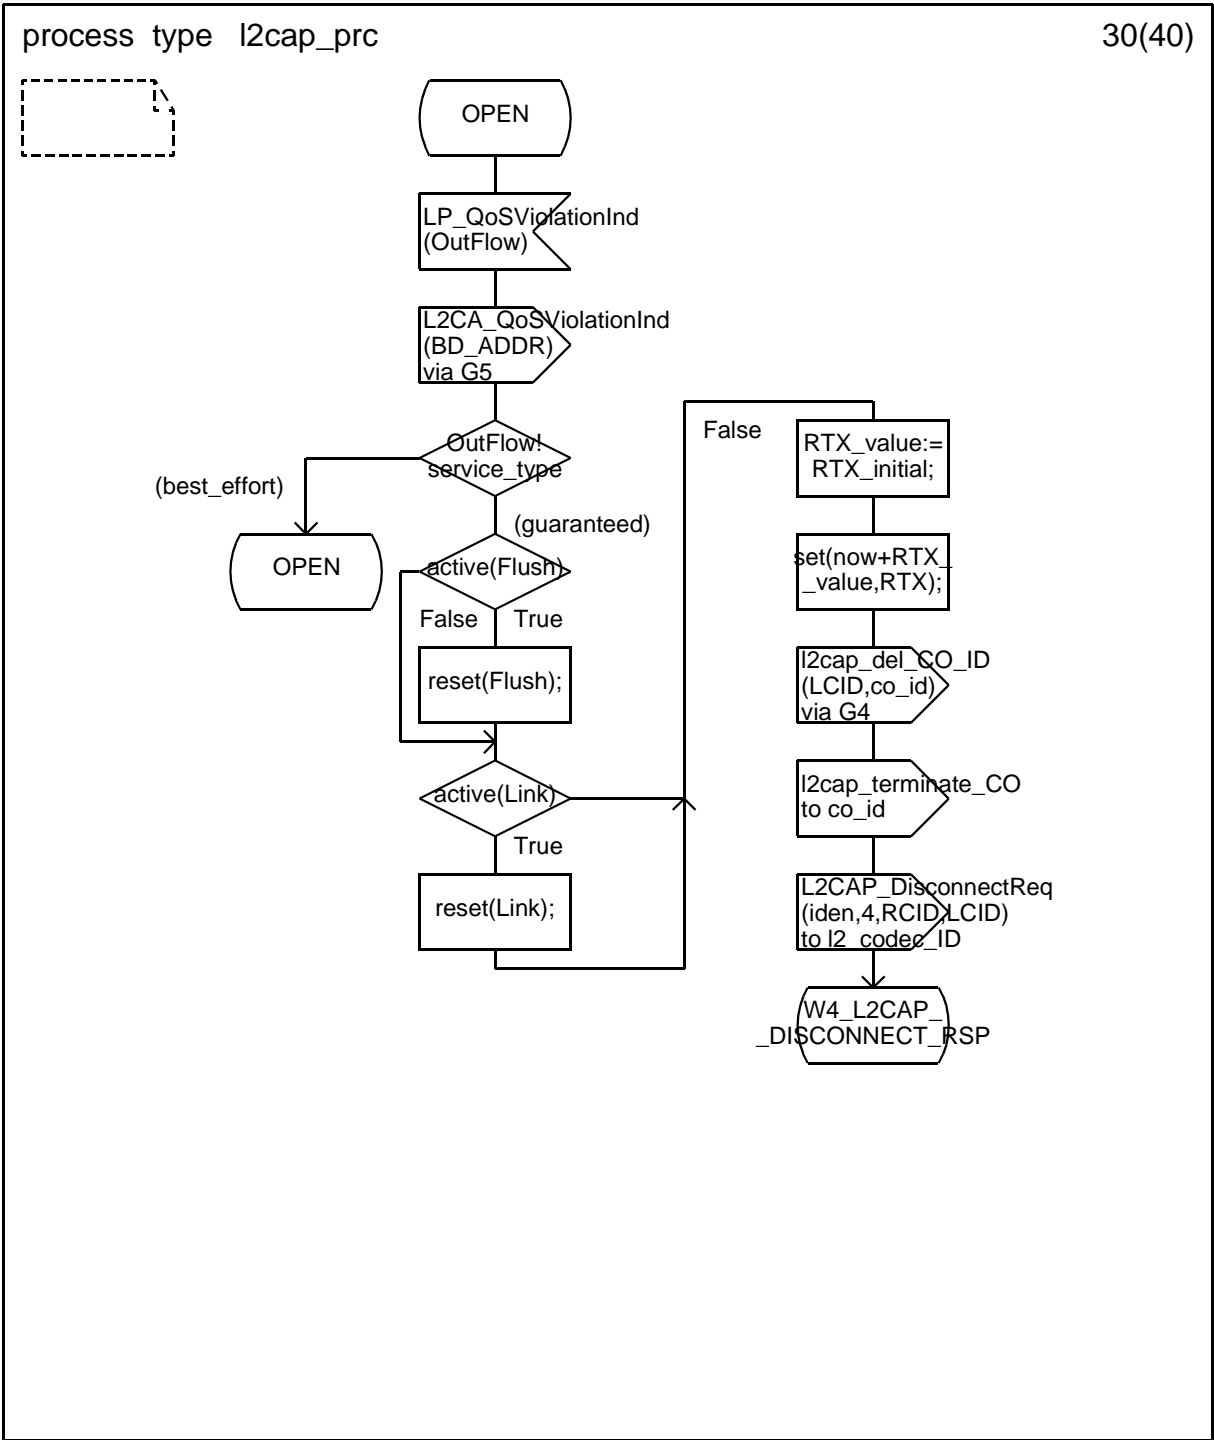 process type l2cap_prc
30(40)
OPEN
LP_QoSViolationInd
(OutFlow)
L2CA_QoSViolationInd
(BD_ADDR)
via G5
OutFlow!
service_type
(best_effort)
(guaranteed)
OPEN
active(Flush)
False
True
reset(Flush);
active(Link)
False
True
reset(Link);
RTX_value:=
RTX_initial;
set(now+RTX_
_value,RTX);
l2cap_del_CO_ID
(LCID,co_id)
via G4
l2cap_terminate_CO
to co_id
L2CAP_DisconnectReq
(iden,4,RCID,LCID)
to l2_codec_ID
W4_L2CAP_
_DISCONNECT_RSP